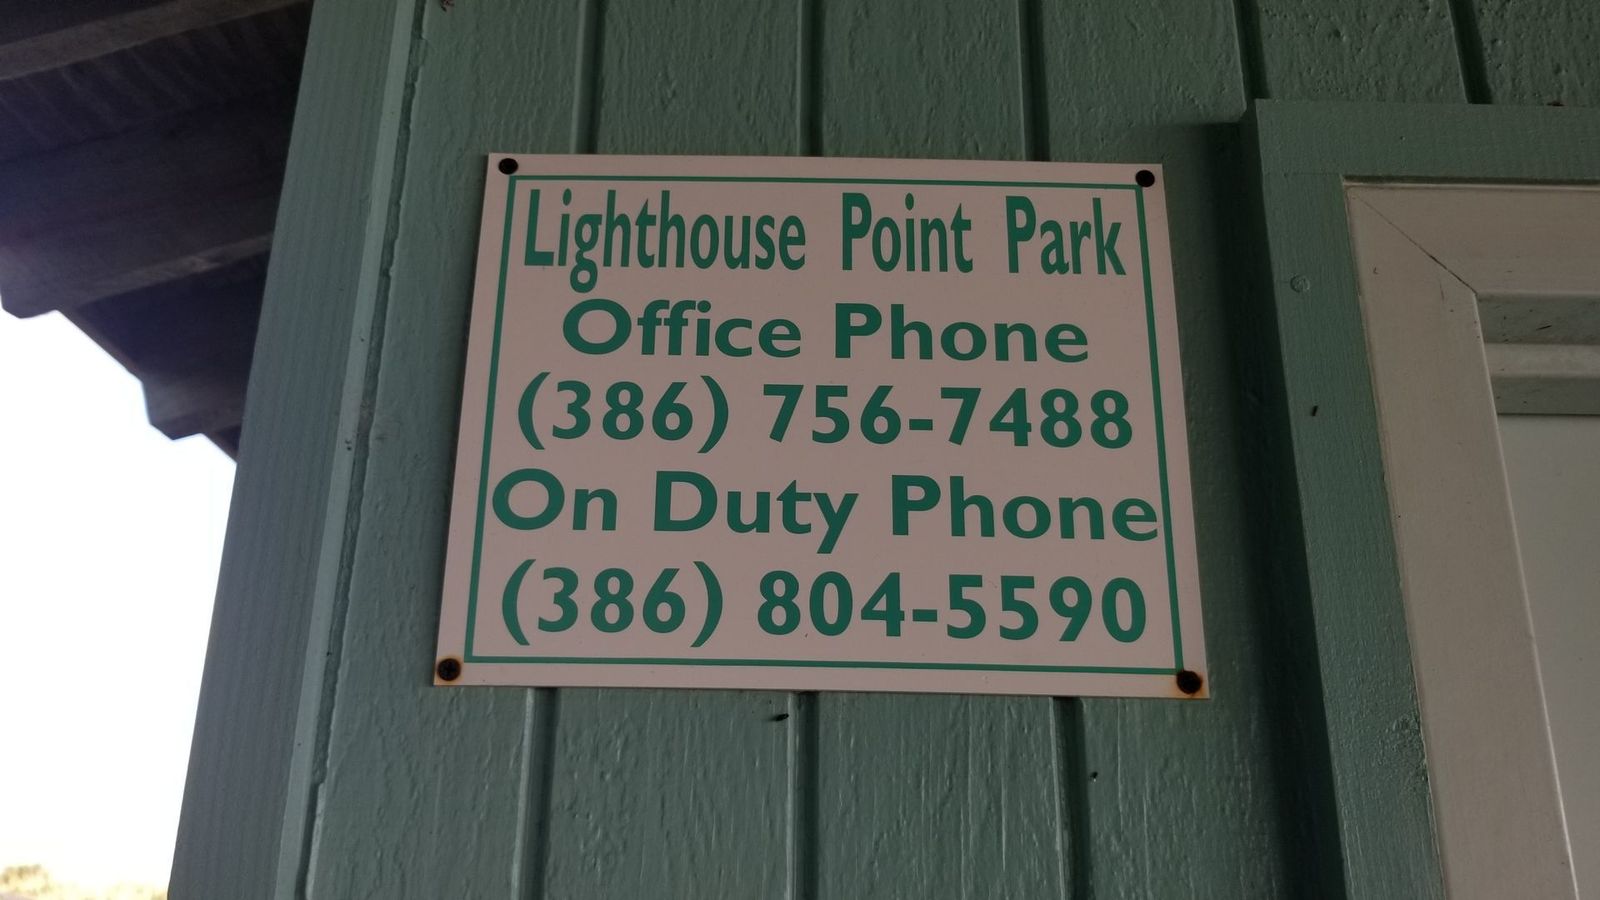 Lighthouse Point Park
Office Phone
(386) 756-7488
On Duty Phone
(386) 804-5590